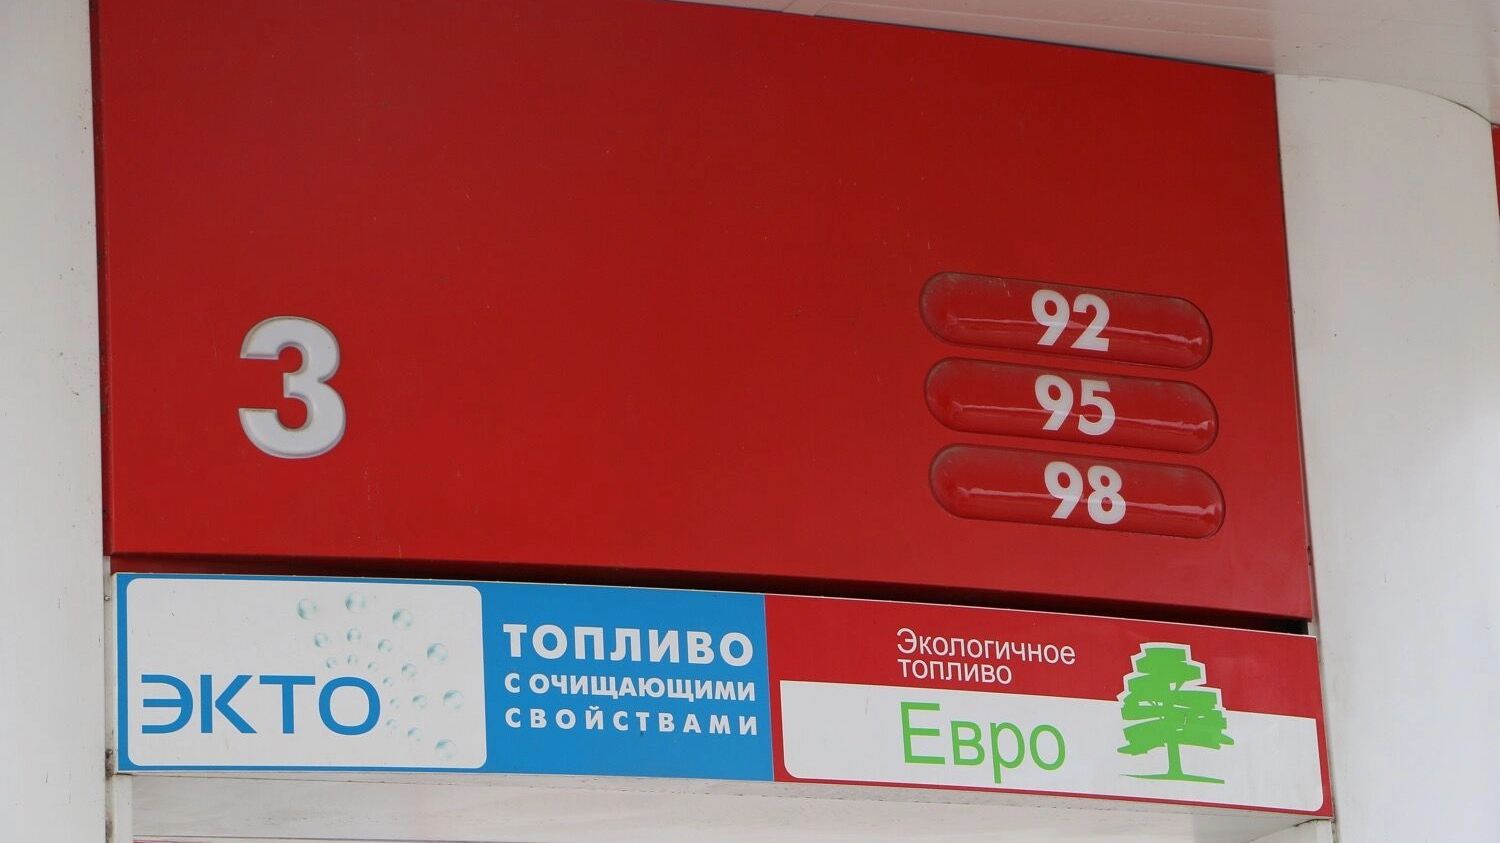 3
92
95
98
ЭКТО
ТОПЛИВО
С ОЧИЩАЮЩИМИ
СВОЙСТВАМИ
Экологичное
топливо
Евро